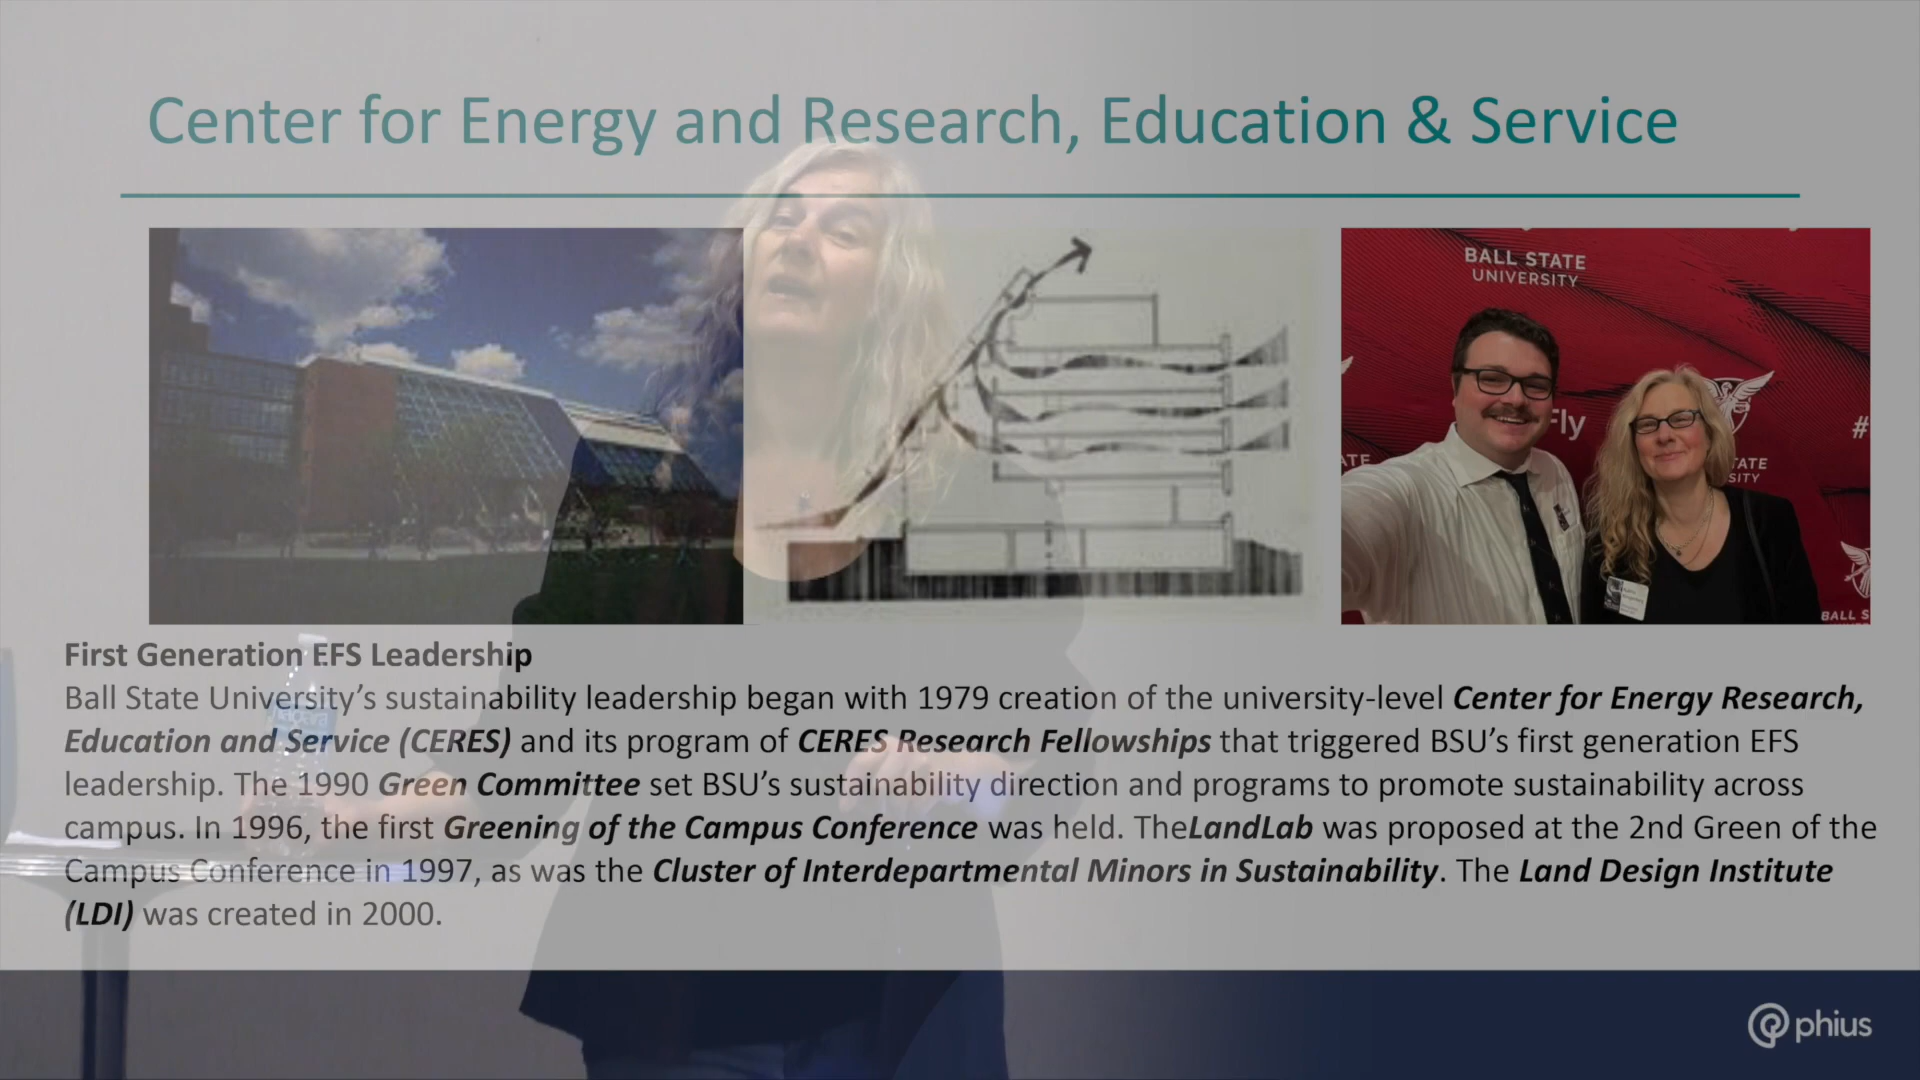 Center for Energy and Research, Education & Service
BALL STATE
UNIVERSITY
Fly
#
ATE
TATE
SITY
BALL S
First Generation EFS Leadership
Ball State University's sustainability leadership began with 1979 creation of the university-level Center for Energy Research,
Education and Service (CERES) and its program of CERES Research Fellowships that triggered BSU's first generation EFS
leadership. The 1990 Green Committee set BSU's sustainability direction and programs to promote sustainability across
campus. In 1996, the first Greening of the Campus Conference was held. TheLandLab was proposed at the 2nd Green of the
Campus Conference in 1997, as was the Cluster of Interdepartmental Minors in Sustainability. The Land Design Institute
(LDI) was created in 2000.
phius